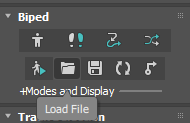 Biped
+Modes and Display
Load File